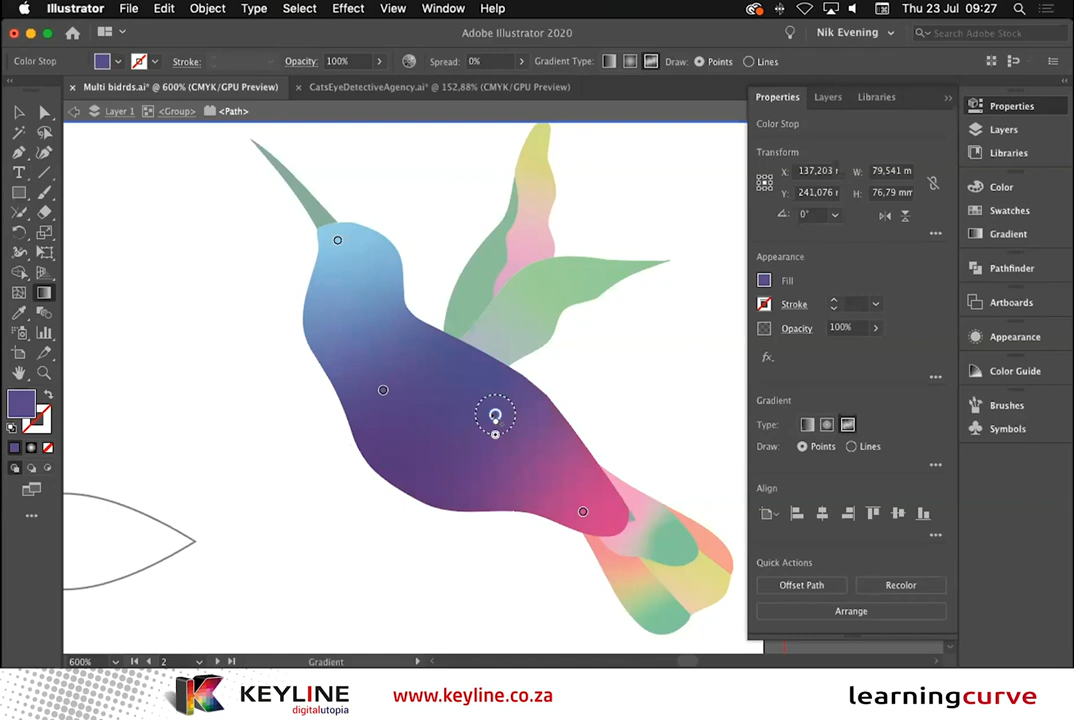 Illustrator File Edit Object Type Select Effect View Window Help Thu 23 Jul 09:27
Adobe Illustrator 2020 Nik Evening Search Adobe Stock
Color Stop Stroke: Opacity: 100% Spread: 0% Gradient Type: Draw: Points Lines
Multi bidrds.ai* @ 600% (CMYK/GPU Preview) CatsEyeDetectiveAgency.ai* @ 152,88% (CMYK/GPU Preview)
Layer 1 <Group> <Path>
Properties Layers Libraries
Color Stop
Transform
X: 137,203 W: 79,541 m
Y: 241,076 H: 76,79 mm
0°
Appearance
Fill
Stroke
Opacity 100%
fx.
Gradient
Type:
Draw: Points Lines
Align
Quick Actions
Offset Path Recolor
Arrange
Properties
Layers
Libraries
Color
Swatches
Gradient
Pathfinder
Artboards
Appearance
Color Guide
Brushes
Symbols
600% 2 Gradient
KEYLINE
digitalutopia
www.keyline.co.za
learningcurve